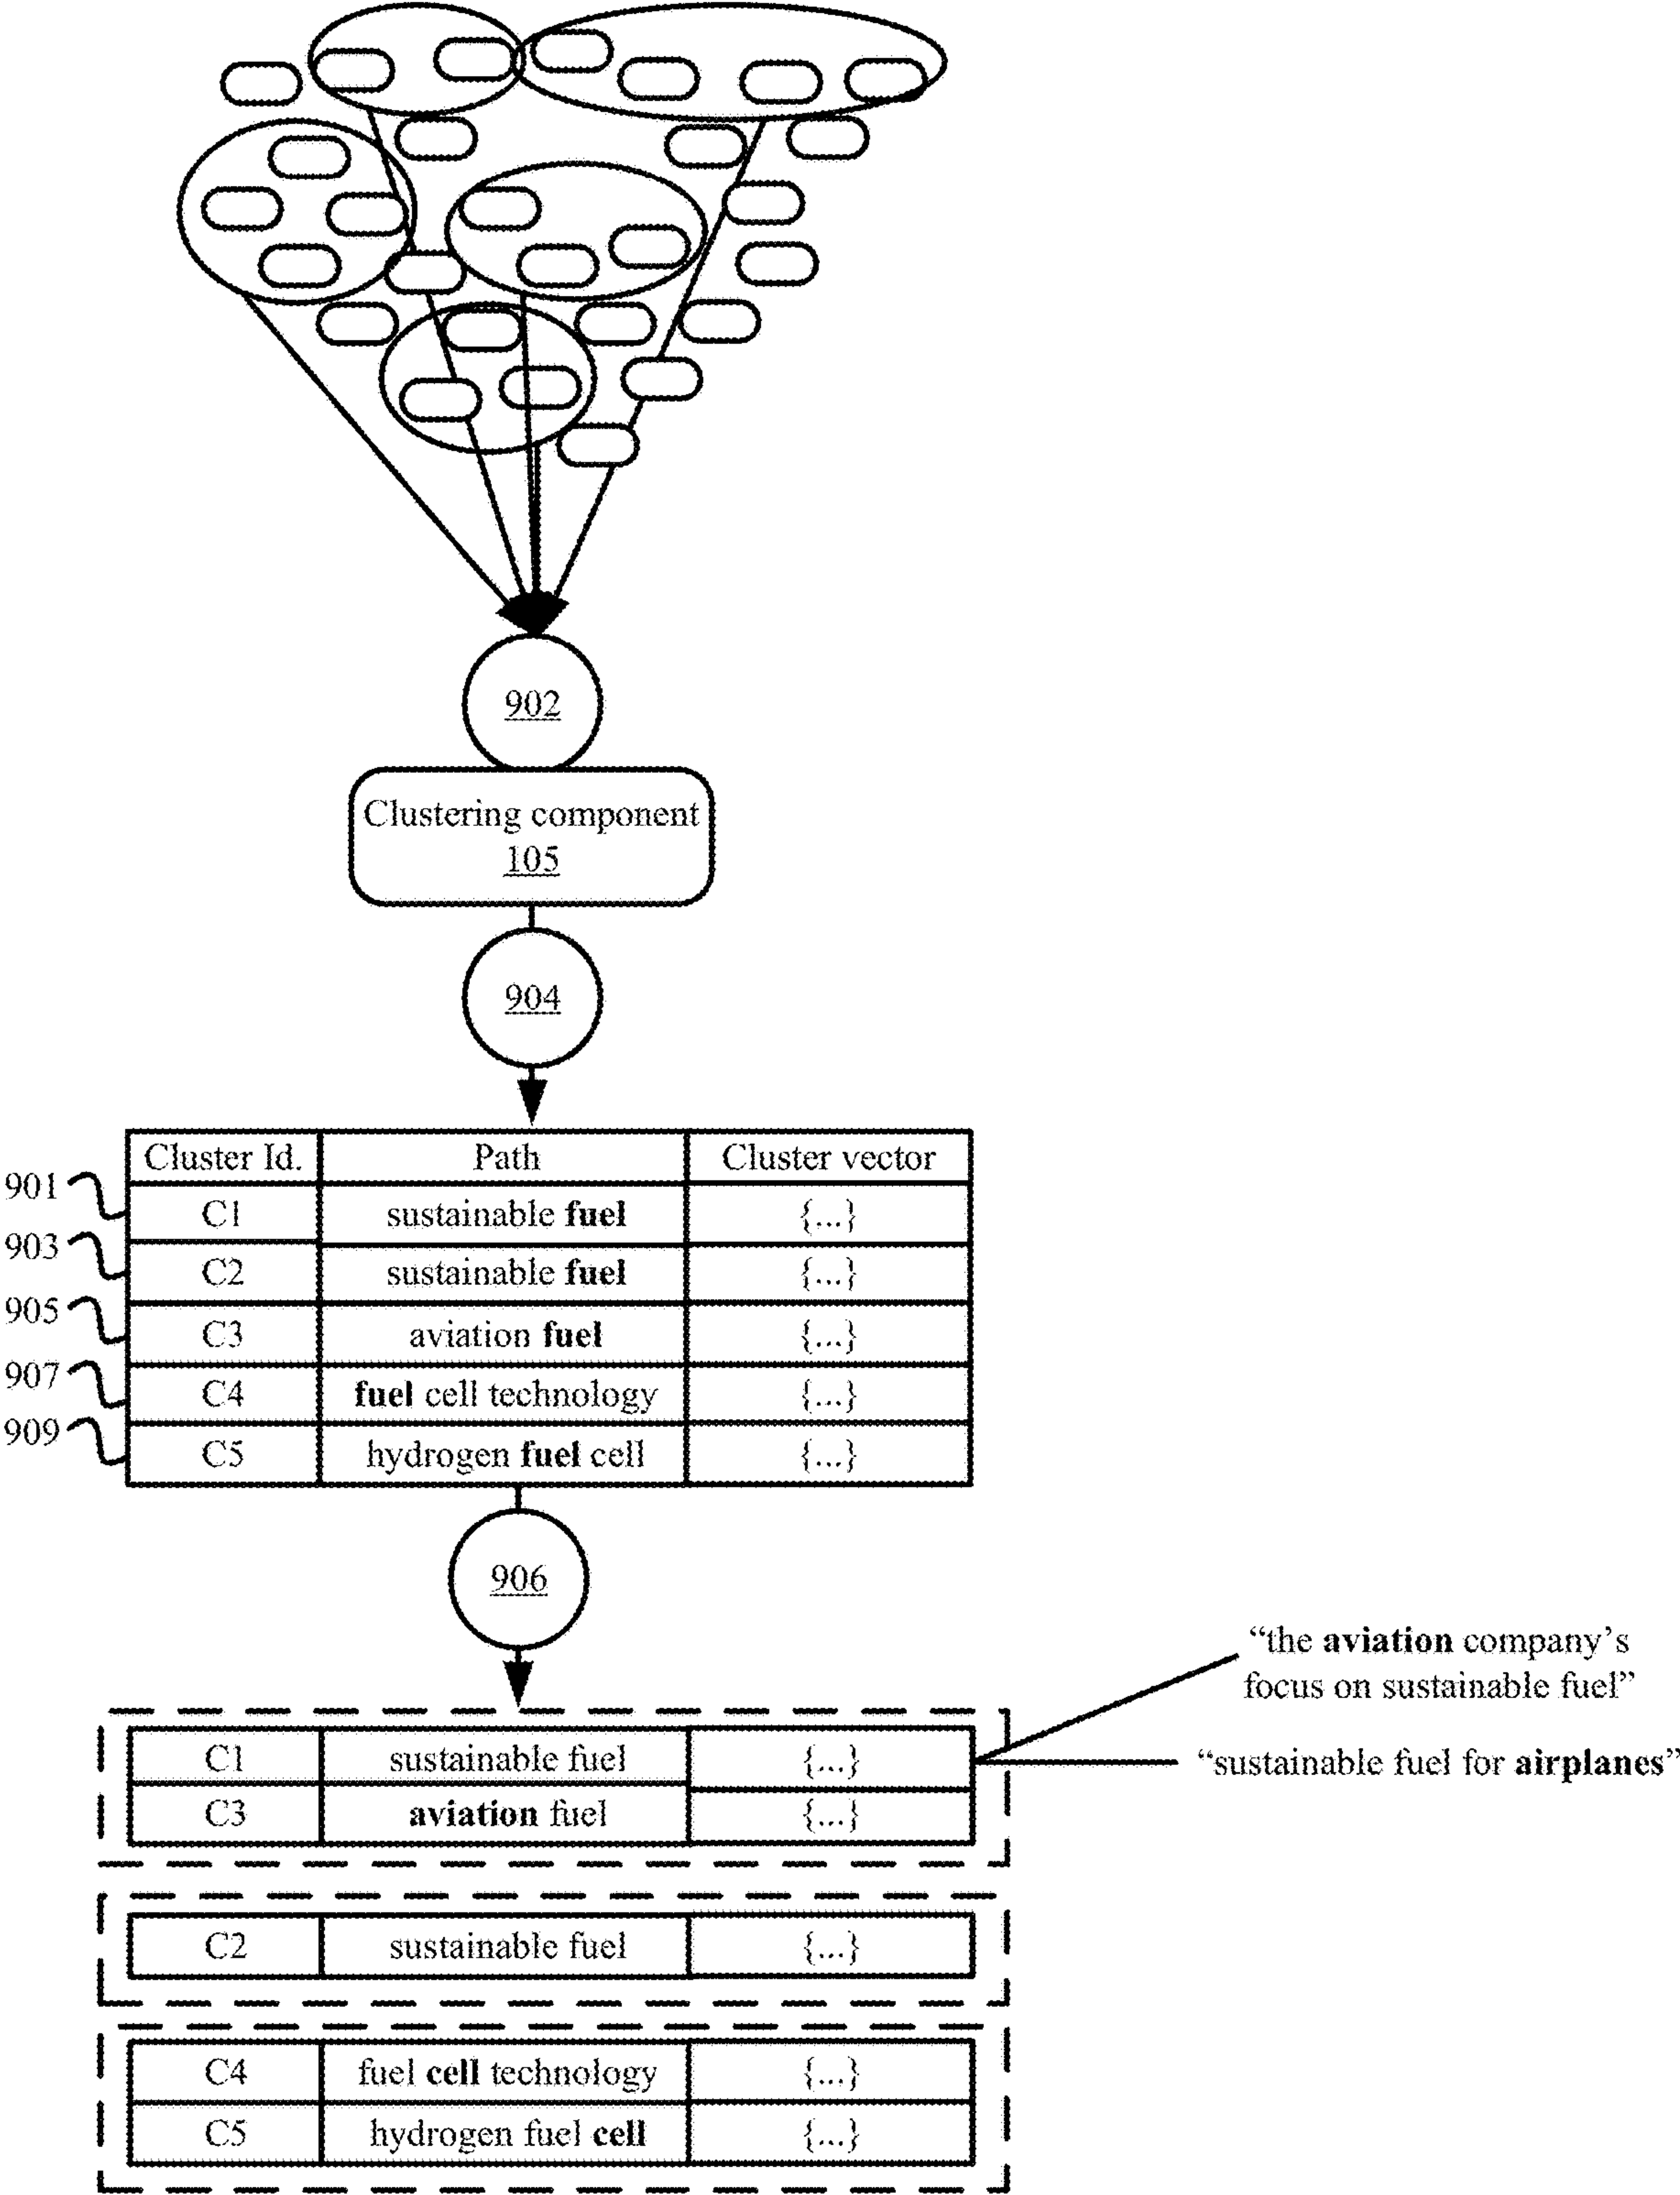 902
Clustering component
105
904
Cluster Id. Path Cluster vector
901
C1 sustainable fuel {...}
903
C2 sustainable fuel {...}
905
C3 aviation fuel {...}
907
C4 fuel cell technology {...}
909
C5 hydrogen fuel cell {...}
906
“the aviation company’s
focus on sustainable fuel”
C1 sustainable fuel {...}
“sustainable fuel for airplanes”
C3 aviation fuel {...}
C2 sustainable fuel {...}
C4 fuel cell technology {...}
C5 hydrogen fuel cell {...}